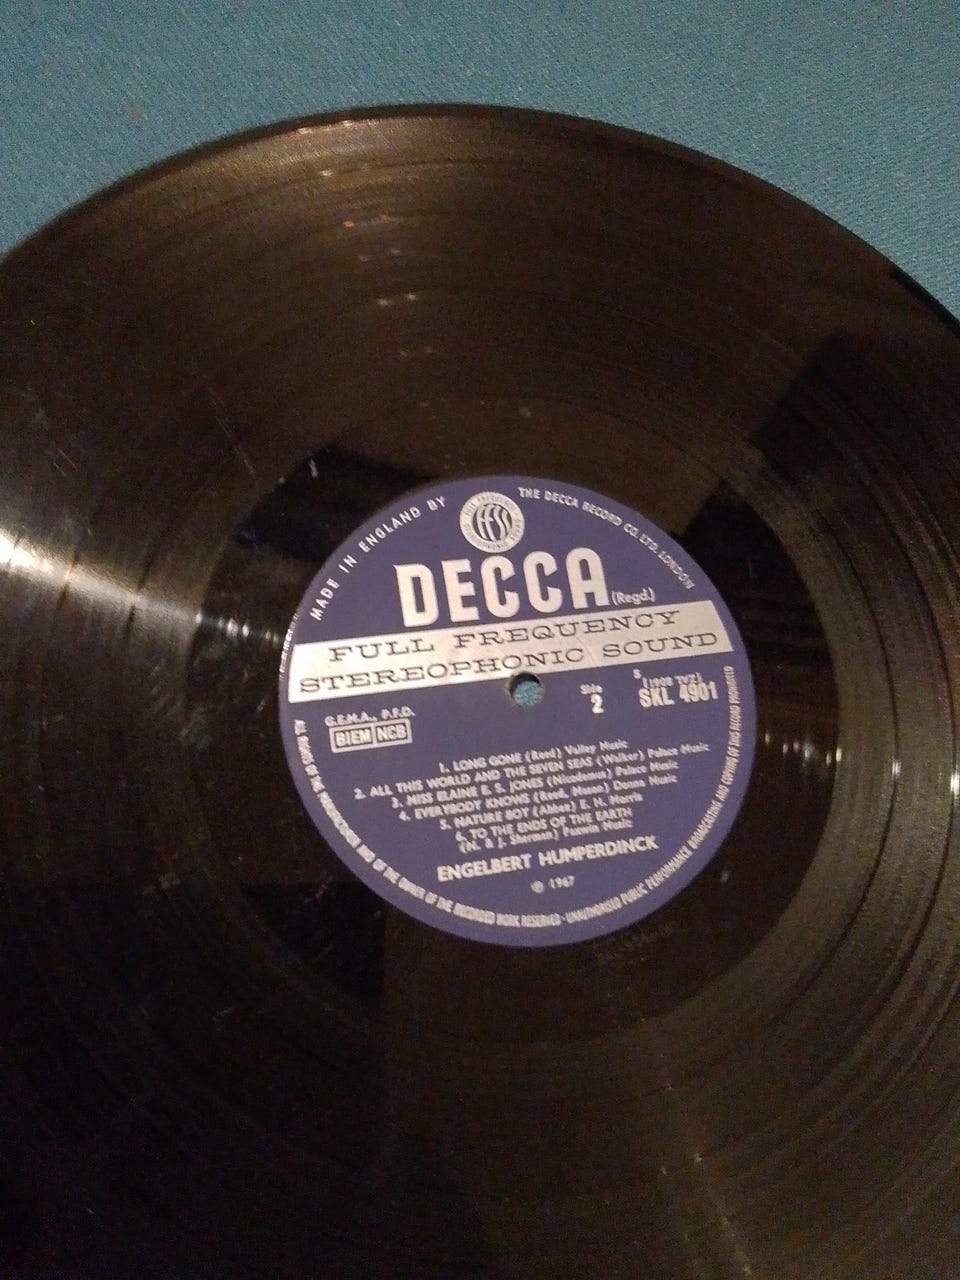 MADE IN ENGLAND BY THE DECCA RECORD CO. LTD. LONDON
FULL FREQUENCY
ffss
STEREOPHONIC SOUND
DECCA (Regd.)
FULL FREQUENCY
STEREOPHONIC SOUND
G.E.M.A., P.F.D.
BIEM NCB
Side
2
S
SKL 4901
1. LONG GONE (Reed) Valley Music
2. ALL THIS WORLD AND THE SEVEN SEAS (Walker) Palace Music
3. MISS ELAINE E. S. JONES (Nicodemus) Palace Music
4. EVERYBODY KNOWS (Reed, Mason) Donna Music
5. NATURE BOY (Ahbez) E. H. Morris
6. TO THE ENDS OF THE EARTH
(N. & J. Sherman) Puxwin Music
ENGELBERT HUMPERDINCK
℗ 1967
ALL RIGHTS OF THE MANUFACTURER AND OF THE OWNER OF THE RECORDED WORK RESERVED · UNAUTHORISED PUBLIC PERFORMANCE BROADCASTING AND COPYING OF THIS RECORD PROHIBITED